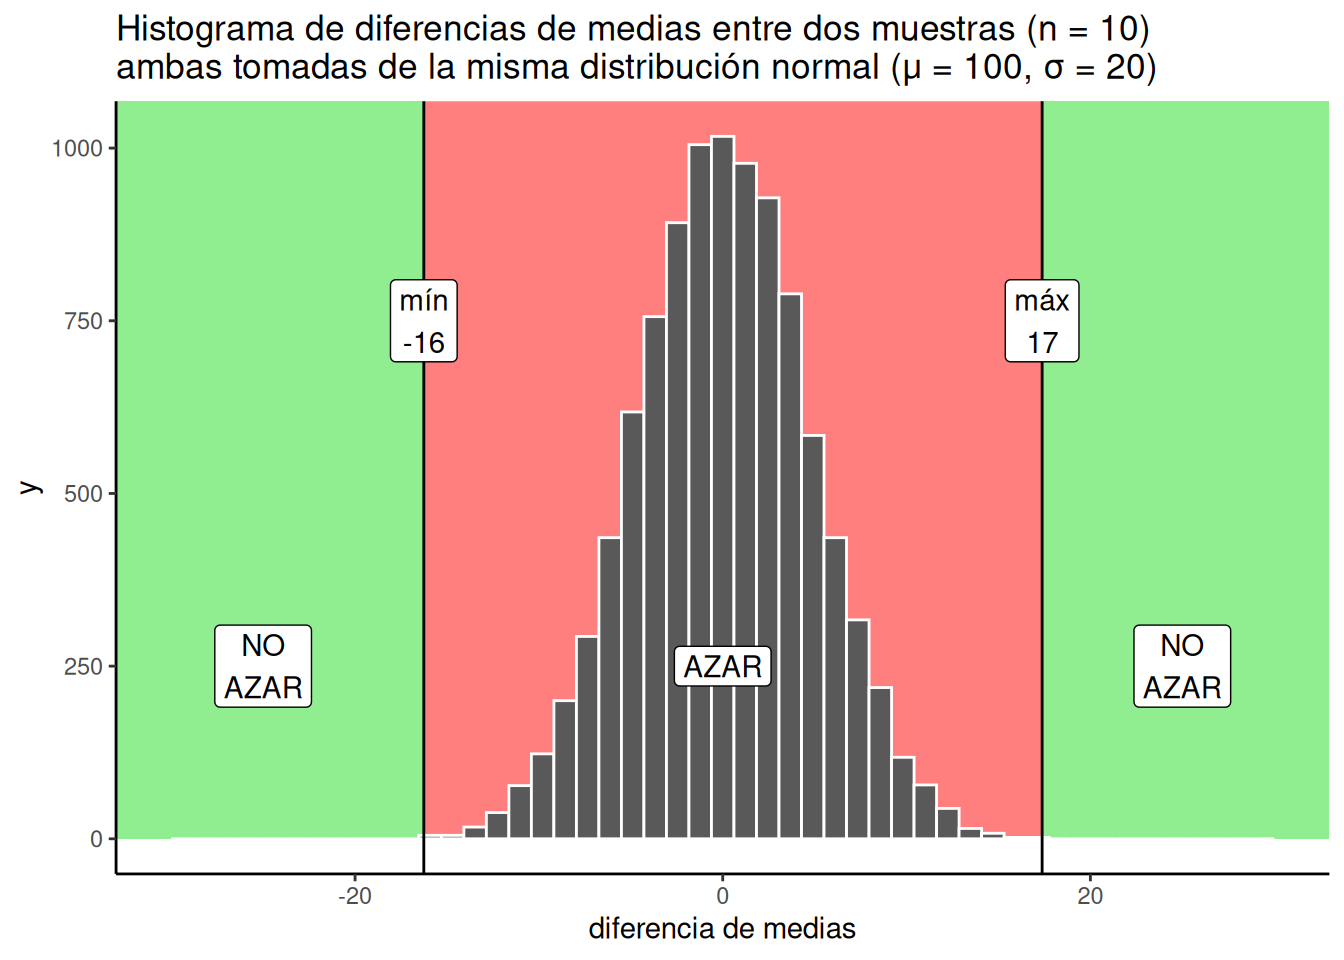 Histograma de diferencias de medias entre dos muestras (n = 10)
ambas tomadas de la misma distribución normal (μ = 100, σ = 20)
1000
750
500
250
0
y
mín
-16
máx
17
NO
AZAR
AZAR
NO
AZAR
-20
0
20
diferencia de medias